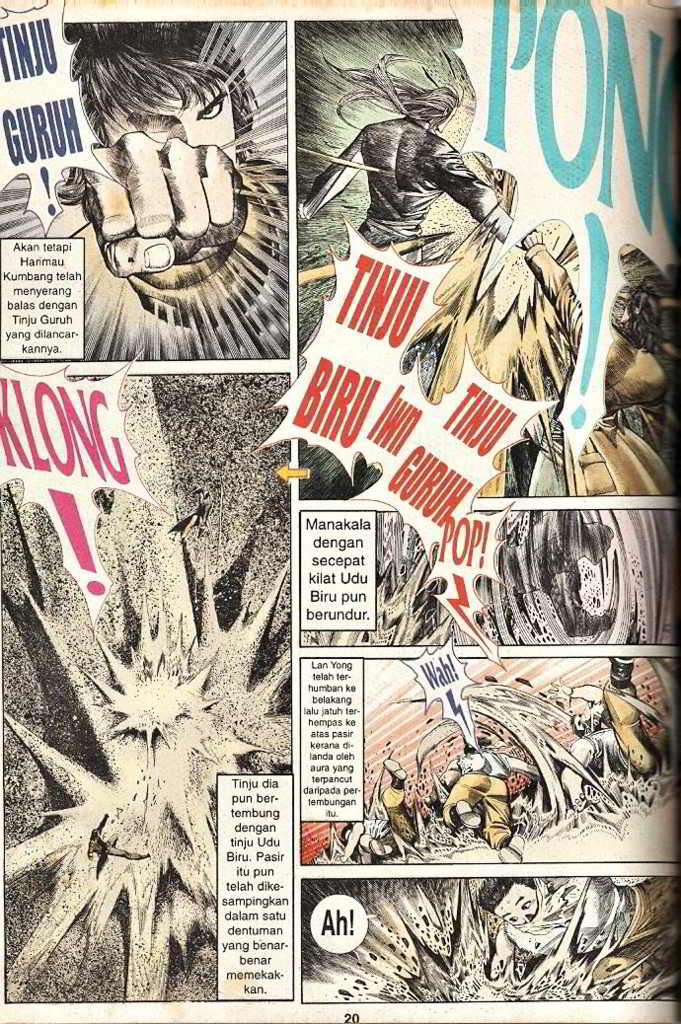 TINJU
GURUH
!
Akan tetapi
Harimau
Kumbang telah
menyerang
balas dengan
Tinju Guruh
yang dilancar-
kannya.
PONG
!
TINJU
BIRU
lwn
TINJU
GURUH
KLONG
!
Tinju dia
pun ber-
tembung
dengan
tinju Udu
Biru. Pasir
itu pun
telah dike-
sampingkan
dalam satu
dentuman
yang benar-
benar
memekak-
kan.
Manakala
dengan
secepat
kilat Udu
Biru pun
berundur.
POP!
Lan Yong
telah ter-
humban ke
belakang
lalu jatuh ter-
hempas ke
atas pasir
kerana di-
landa oleh
aura yang
terpancut
daripada per-
tembungan
itu.
Wah!
Ah!
20